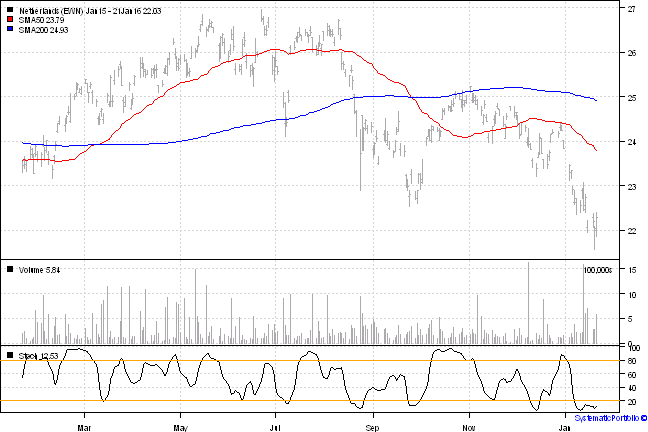 Netherlands (EWN) Jan15 - 21Jan16 22.03
SMA50 23.79
SMA200 24.93
27
26
25
24
23
22
Volume 5.84
100,000s
15
10
5
0
Stock 12.53
100
80
60
40
20
Mar May Jul Sep Nov Jan
SystematicPortfolio ©